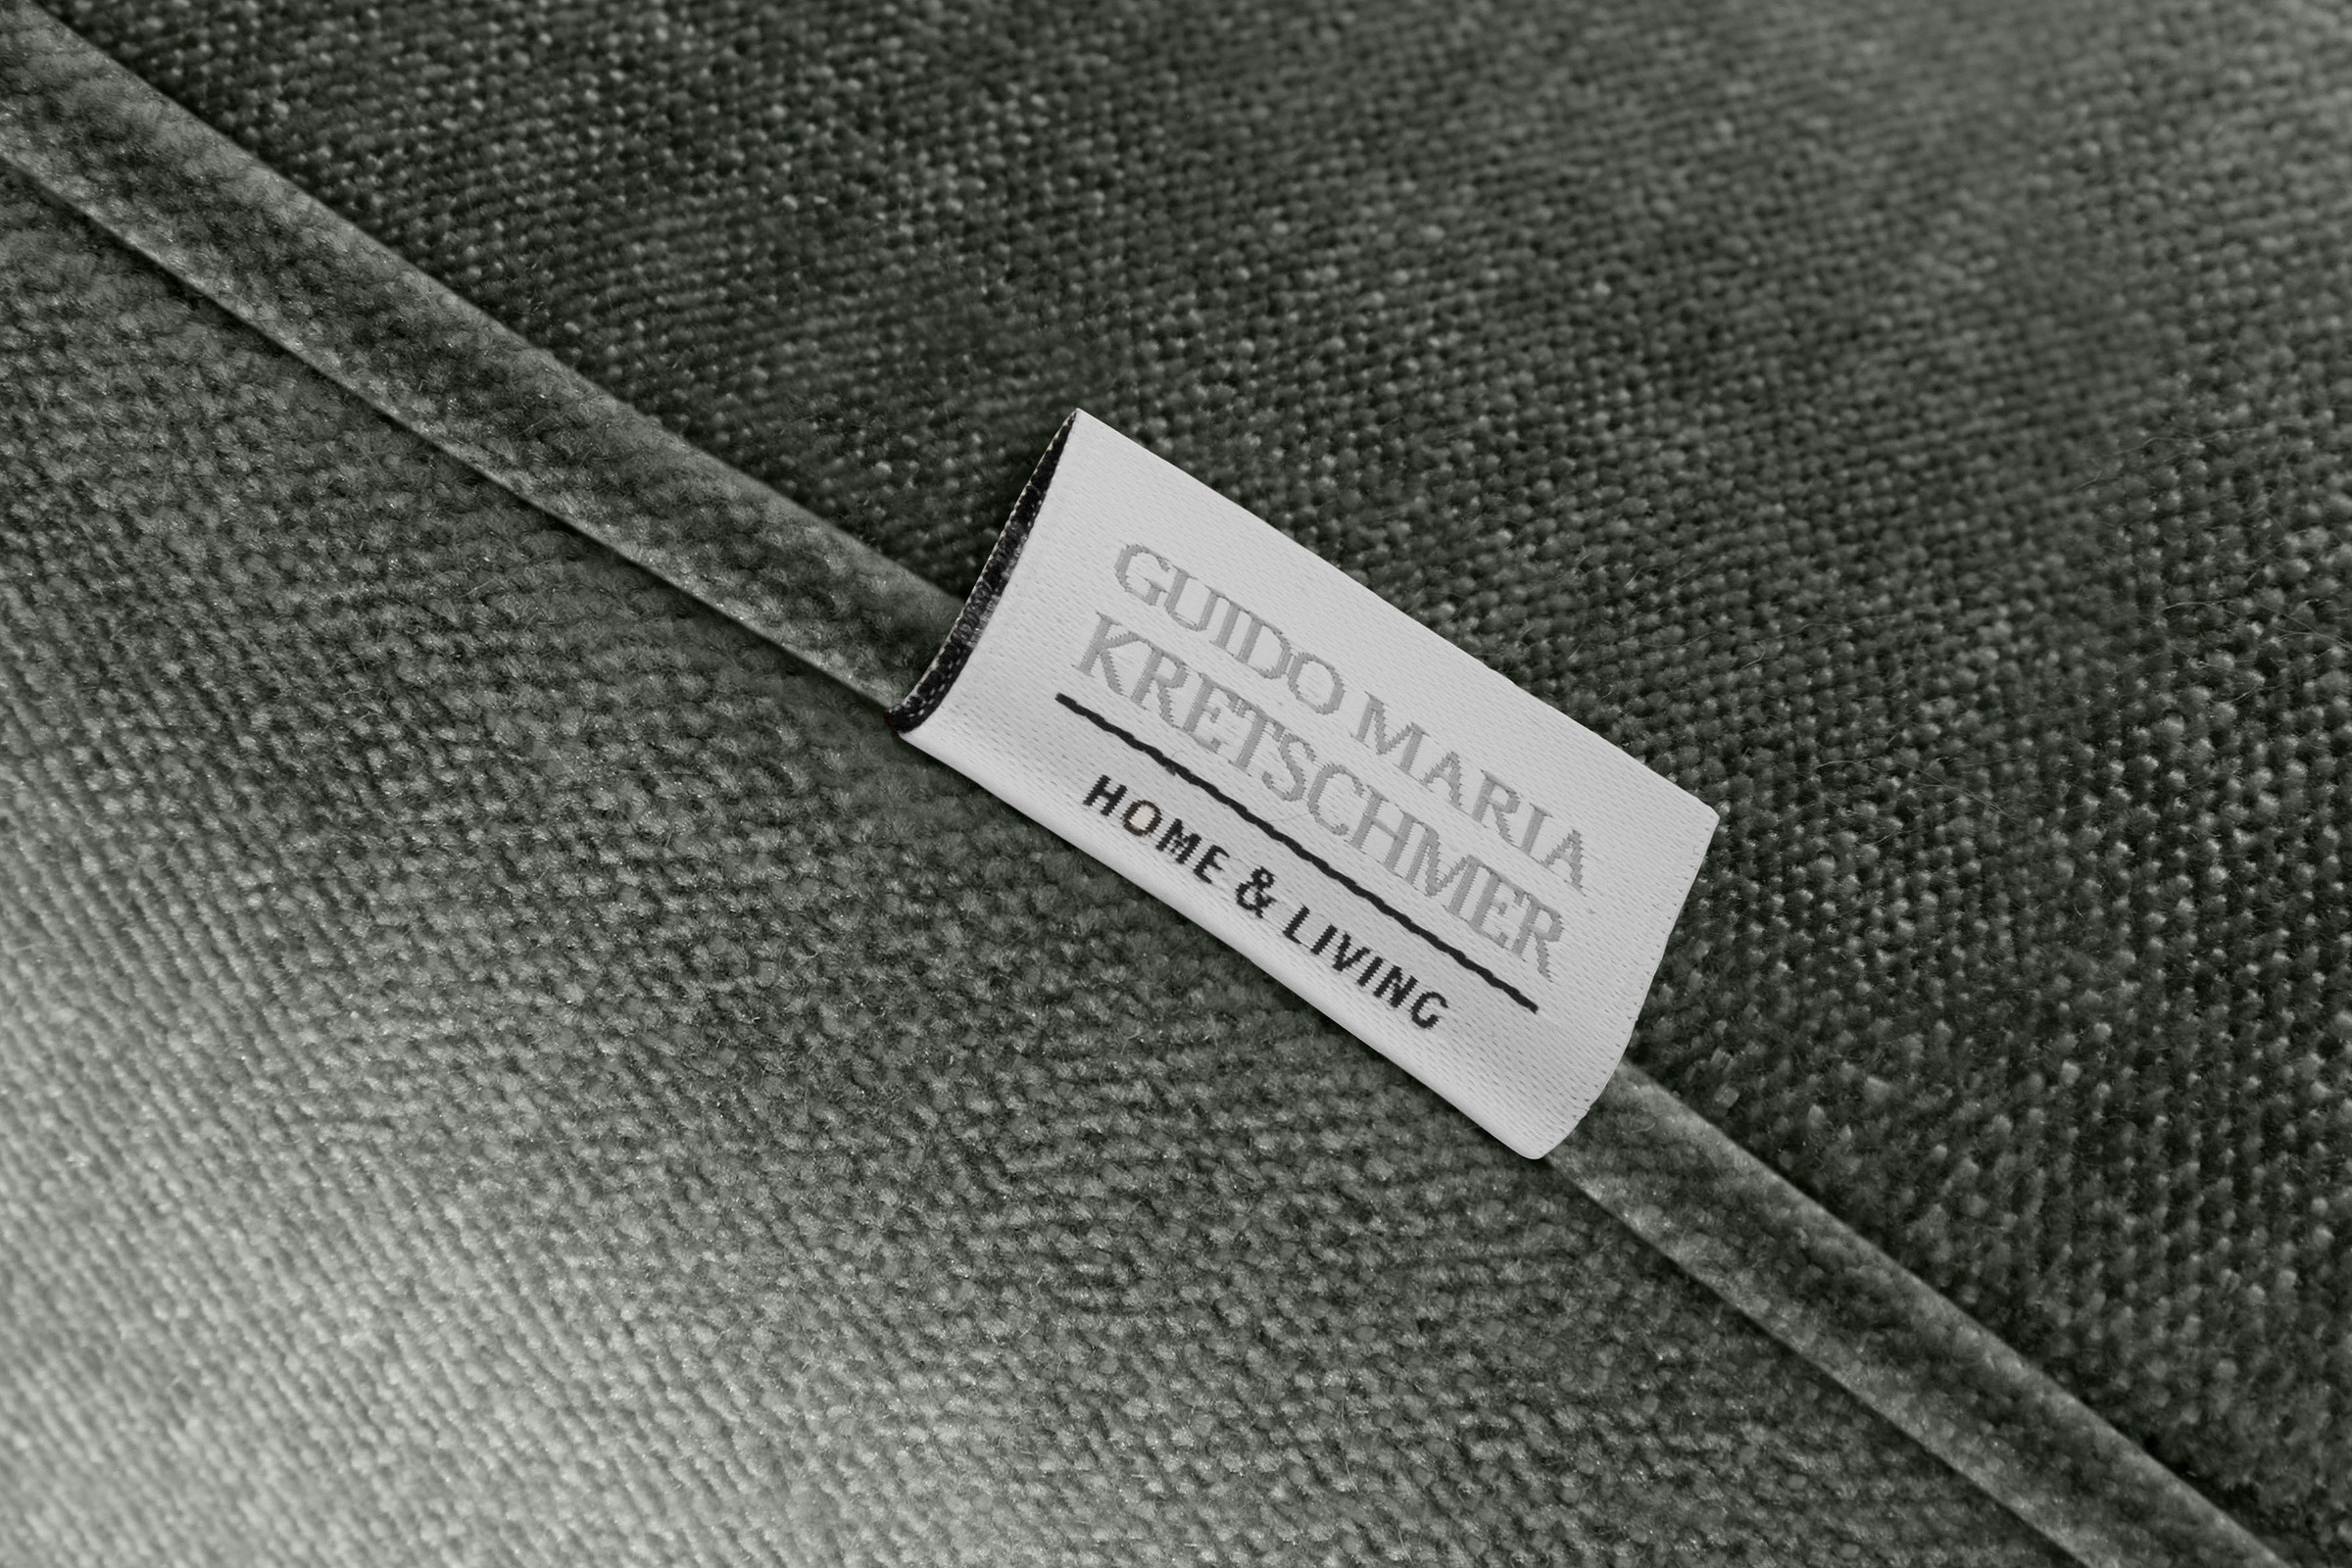 GUIDO MARIA
KRETSCHMER
HOME & LIVING